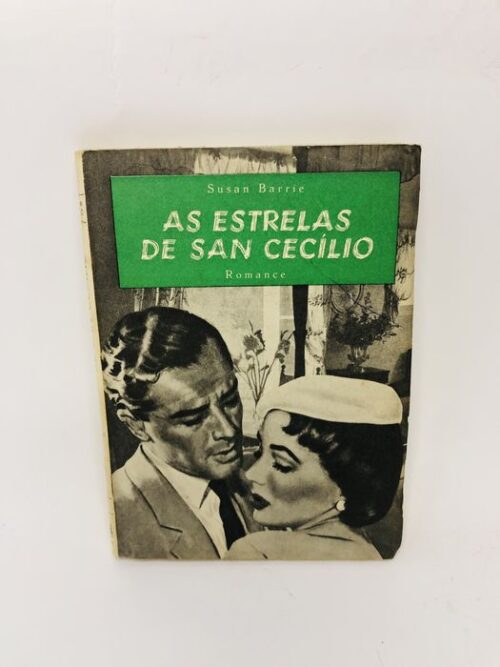 Susan Barrie
AS ESTRELAS
DE SAN CECÍLIO
Romance